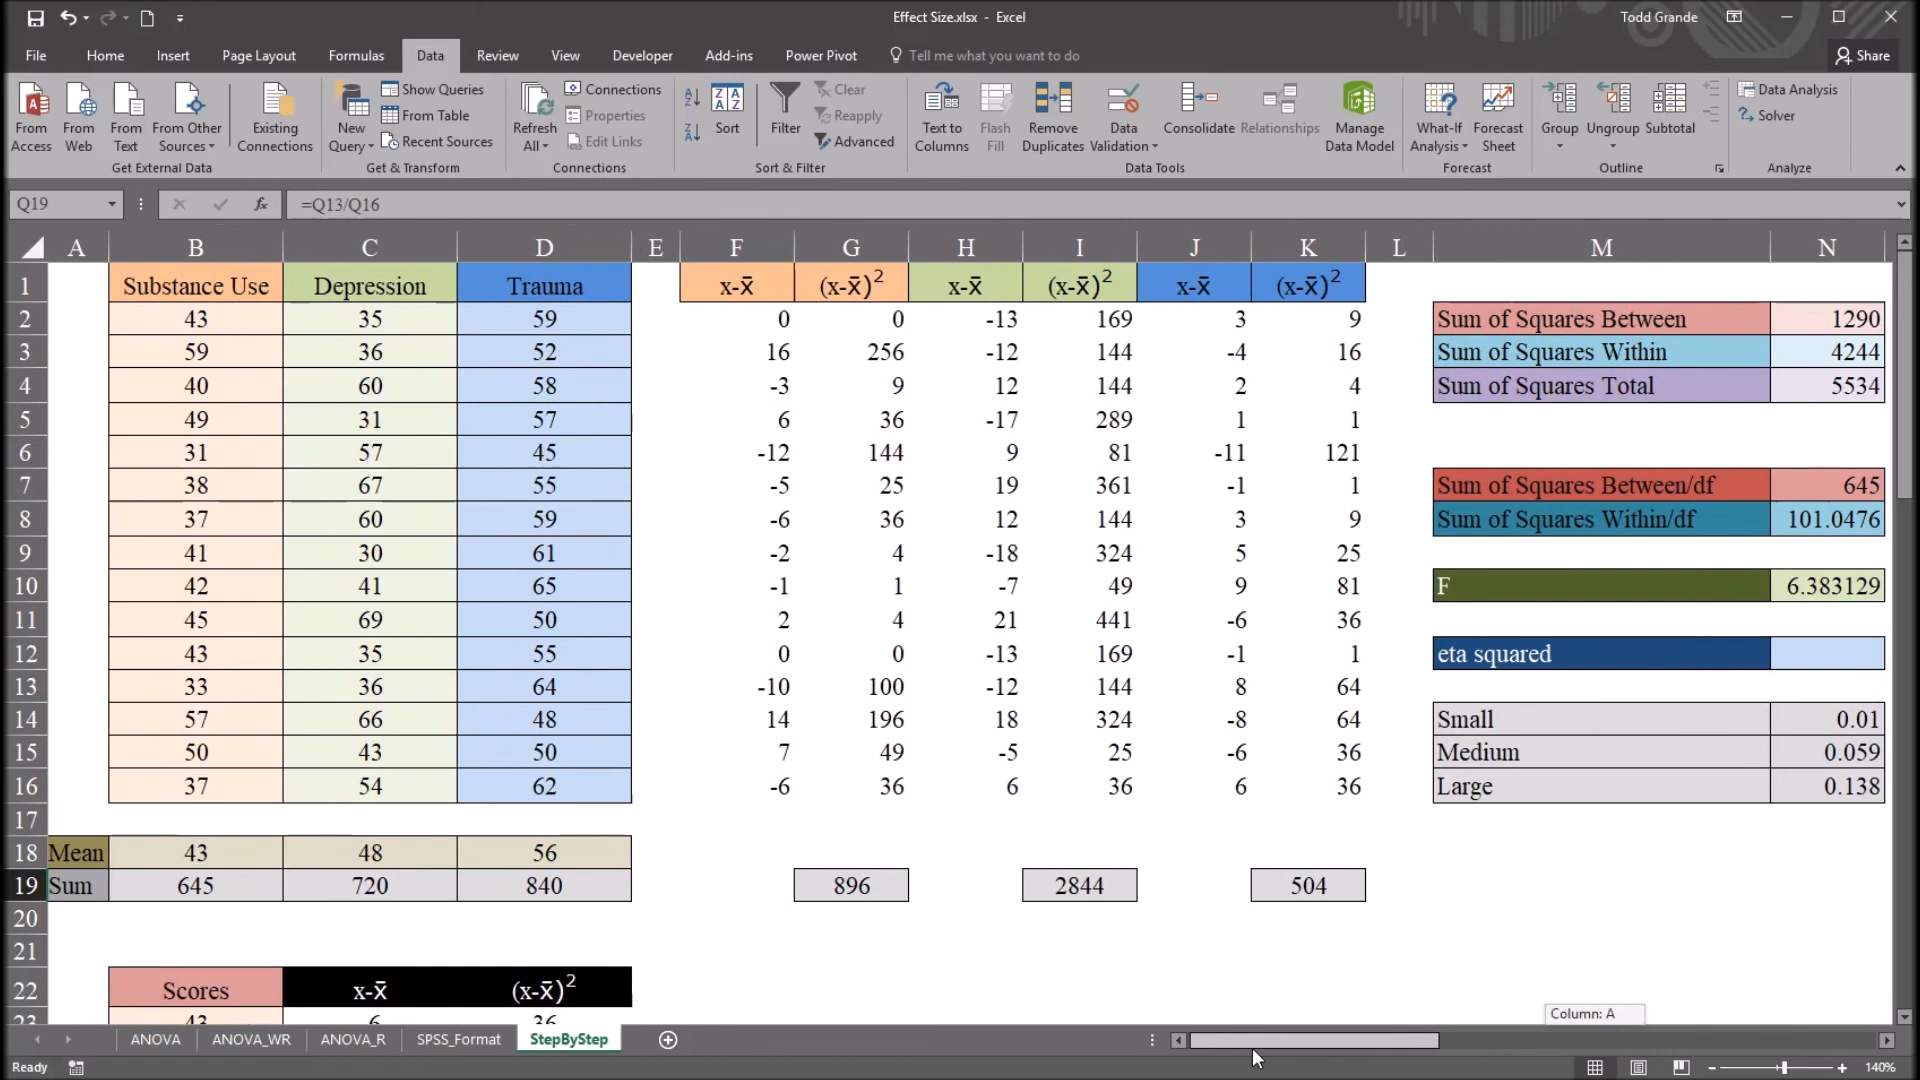 Effect Size.xlsx - Excel
Todd Grande
File Home Insert Page Layout Formulas Data Review View Developer Add-ins Power Pivot Tell me what you want to do Share
From Access
From Web
From Text
From Other Sources
Existing Connections
Get External Data
New Query
Show Queries
From Table
Recent Sources
Get & Transform
Refresh All
Connections
Properties
Edit Links
Connections
Sort
Filter
Clear
Reapply
Advanced
Sort & Filter
Text to Columns
Flash Fill
Remove Duplicates
Data Validation
Consolidate
Relationships
Manage Data Model
Data Tools
What-If Analysis
Forecast Sheet
Forecast
Group
Ungroup
Subtotal
Outline
Data Analysis
Solver
Analyze
Q19 fx =Q13/Q16
A B C D E F G H I J K L M N
1 Substance Use Depression Trauma x-x̄ (x-x̄)² x-x̄ (x-x̄)² x-x̄ (x-x̄)²
2 43 35 59 0 0 -13 169 3 9 Sum of Squares Between 1290
3 59 36 52 16 256 -12 144 -4 16 Sum of Squares Within 4244
4 40 60 58 -3 9 12 144 2 4 Sum of Squares Total 5534
5 49 31 57 6 36 -17 289 1 1
6 31 57 45 -12 144 9 81 -11 121
7 38 67 55 -5 25 19 361 -1 1 Sum of Squares Between/df 645
8 37 60 59 -6 36 12 144 3 9 Sum of Squares Within/df 101.0476
9 41 30 61 -2 4 -18 324 5 25
10 42 41 65 -1 1 -7 49 9 81 F 6.383129
11 45 69 50 2 4 21 441 -6 36
12 43 35 55 0 0 -13 169 -1 1 eta squared
13 33 36 64 -10 100 -12 144 8 64
14 57 66 48 14 196 18 324 -8 64 Small 0.01
15 50 43 50 7 49 -5 25 -6 36 Medium 0.059
16 37 54 62 -6 36 6 36 6 36 Large 0.138
17
18 Mean 43 48 56
19 Sum 645 720 840 896 2844 504
20
21
22 Scores x-x̄ (x-x̄)²
23 43 6 36
Column: A
ANOVA ANOVA_WR ANOVA_R SPSS_Format StepByStep
Ready 140%